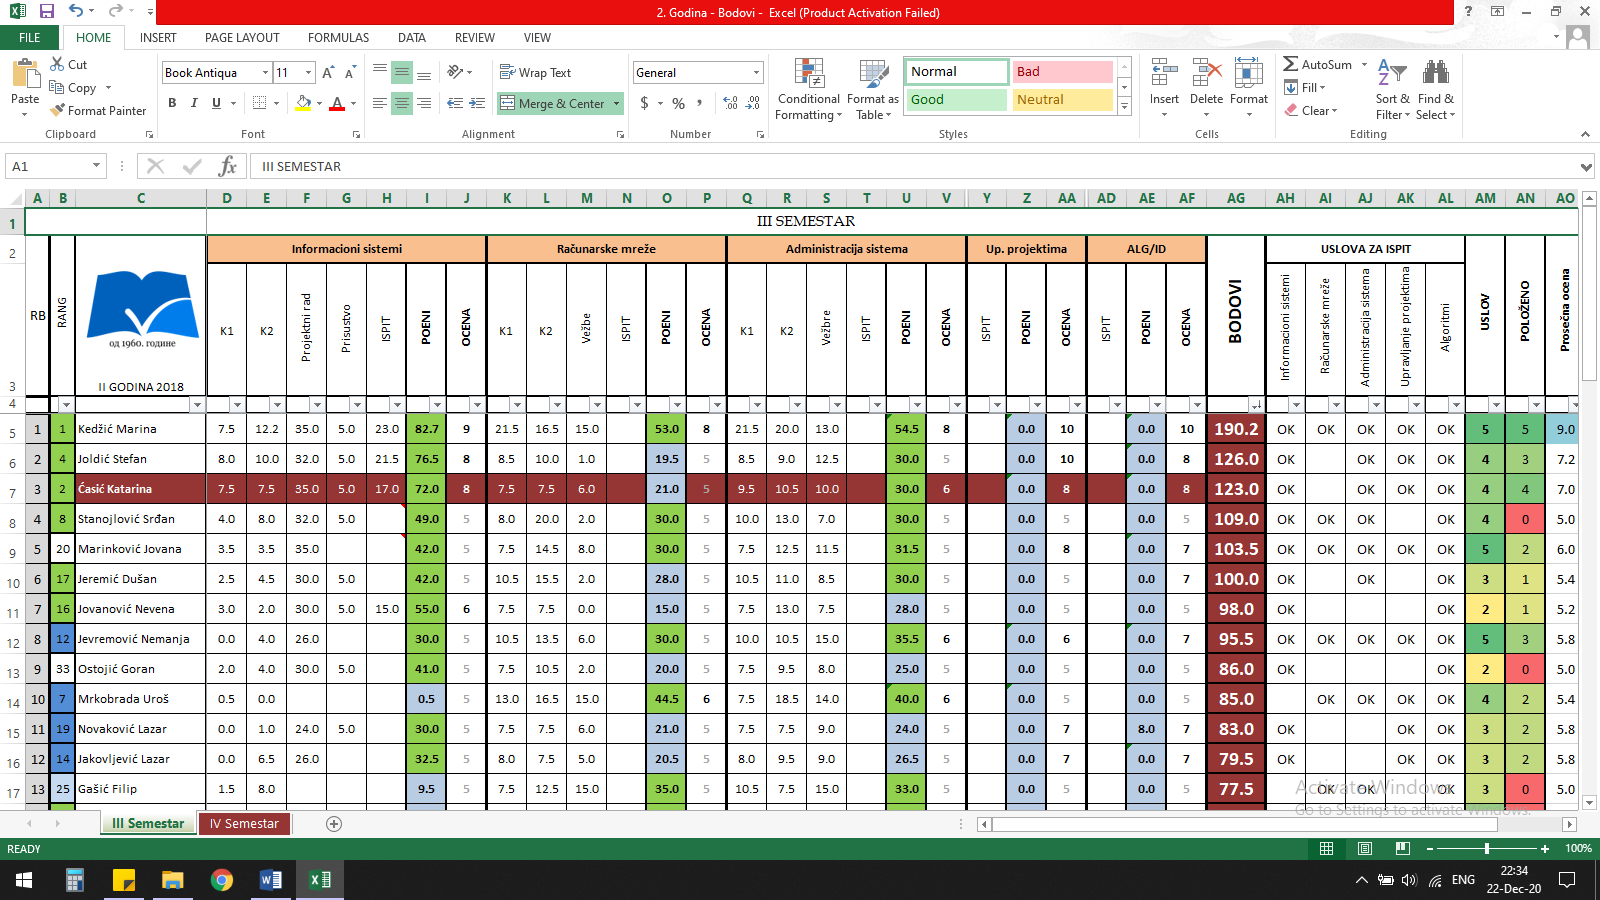 2. Godina - Bodovi - Excel (Product Activation Failed)
FILE HOME INSERT PAGE LAYOUT FORMULAS DATA REVIEW VIEW
Paste Cut Copy Format Painter Clipboard
Book Antiqua 11 B I U Font
Wrap Text Merge & Center Alignment
General $ % Number
Conditional Formatting Format as Table Normal Bad Good Neutral Styles
Insert Delete Format Cells
AutoSum Fill Clear Sort & Filter Find & Select Editing
A1 fx III SEMESTAR
A B C D E F G H I J K L M N O P Q R S T U V Y Z AA AD AE AF AG AH AI AJ AK AL AM AN AO
1 III SEMESTAR
2 Informacioni sistemi Računarske mreže Administracija sistema Up. projektima ALG/ID USLOVA ZA ISPIT
3 RB RANG од 1960. године II GODINA 2018 K1 K2 Projektni rad Prisustvo ISPIT POENI OCENA K1 K2 Vežbe ISPIT POENI OCENA K1 K2 Vežbre ISPIT POENI OCENA ISPIT POENI OCENA ISPIT POENI OCENA BODOVI Informacioni sistemi Računarske mreže Administracija sistema Upravljanje projektima Algoritmi USLOV POLOŽENO Prosečna ocena
4
5 1 1 Kedžić Marina 7.5 12.2 35.0 5.0 23.0 82.7 9 21.5 16.5 15.0 53.0 8 21.5 20.0 13.0 54.5 8 0.0 10 0.0 10 190.2 OK OK OK OK OK 5 5 9.0
6 2 4 Joldić Stefan 8.0 10.0 32.0 5.0 21.5 76.5 8 8.5 10.0 1.0 19.5 5 8.5 9.0 12.5 30.0 5 0.0 10 0.0 8 126.0 OK OK OK OK 4 3 7.2
7 3 2 Ćasić Katarina 7.5 7.5 35.0 5.0 17.0 72.0 8 7.5 7.5 6.0 21.0 5 9.5 10.5 10.0 30.0 6 0.0 8 0.0 8 123.0 OK OK OK OK 4 4 7.0
8 4 8 Stanojlović Srđan 4.0 8.0 32.0 5.0 49.0 5 8.0 20.0 2.0 30.0 5 10.0 13.0 7.0 30.0 5 0.0 5 0.0 5 109.0 OK OK OK OK 4 0 5.0
9 5 20 Marinković Jovana 3.5 3.5 35.0 42.0 5 7.5 14.5 8.0 30.0 5 7.5 12.5 11.5 31.5 5 0.0 8 0.0 7 103.5 OK OK OK OK OK 5 2 6.0
10 6 17 Jeremić Dušan 2.5 4.5 30.0 5.0 42.0 5 10.5 15.5 2.0 28.0 5 10.5 11.0 8.5 30.0 5 0.0 5 0.0 7 100.0 OK OK OK 3 1 5.4
11 7 16 Jovanović Nevena 3.0 2.0 30.0 5.0 15.0 55.0 6 7.5 7.5 0.0 15.0 5 7.5 13.0 7.5 28.0 5 0.0 5 0.0 5 98.0 OK OK 2 1 5.2
12 8 12 Jevremović Nemanja 0.0 4.0 26.0 30.0 5 10.5 13.5 6.0 30.0 5 10.0 10.5 15.0 35.5 6 0.0 6 0.0 7 95.5 OK OK OK OK OK 5 3 5.8
13 9 33 Ostojić Goran 2.0 4.0 30.0 5.0 41.0 5 7.5 10.5 2.0 20.0 5 7.5 9.5 8.0 25.0 5 0.0 5 0.0 5 86.0 OK OK 2 0 5.0
14 10 7 Mrkobrada Uroš 0.5 0.0 0.5 5 13.0 16.5 15.0 44.5 6 7.5 18.5 14.0 40.0 6 0.0 5 0.0 5 85.0 OK OK OK OK 4 2 5.4
15 11 19 Novaković Lazar 0.0 1.0 24.0 5.0 30.0 5 7.5 7.5 6.0 21.0 5 7.5 7.5 9.0 24.0 5 0.0 7 8.0 7 83.0 OK OK OK 3 2 5.8
16 12 14 Jakovljević Lazar 0.0 6.5 26.0 32.5 5 8.0 7.5 5.0 20.5 5 8.0 9.5 9.0 26.5 5 0.0 7 0.0 7 79.5 OK OK OK 3 2 5.8
17 13 25 Gašić Filip 1.5 8.0 9.5 5 7.5 12.5 15.0 35.0 5 10.5 7.5 15.0 33.0 5 0.0 5 0.0 5 77.5 OK OK OK 3 0 5.0
Activate Windows
Go to Settings to activate Windows.
III Semestar IV Semestar
READY 100%
ENG 22:34
22-Dec-20